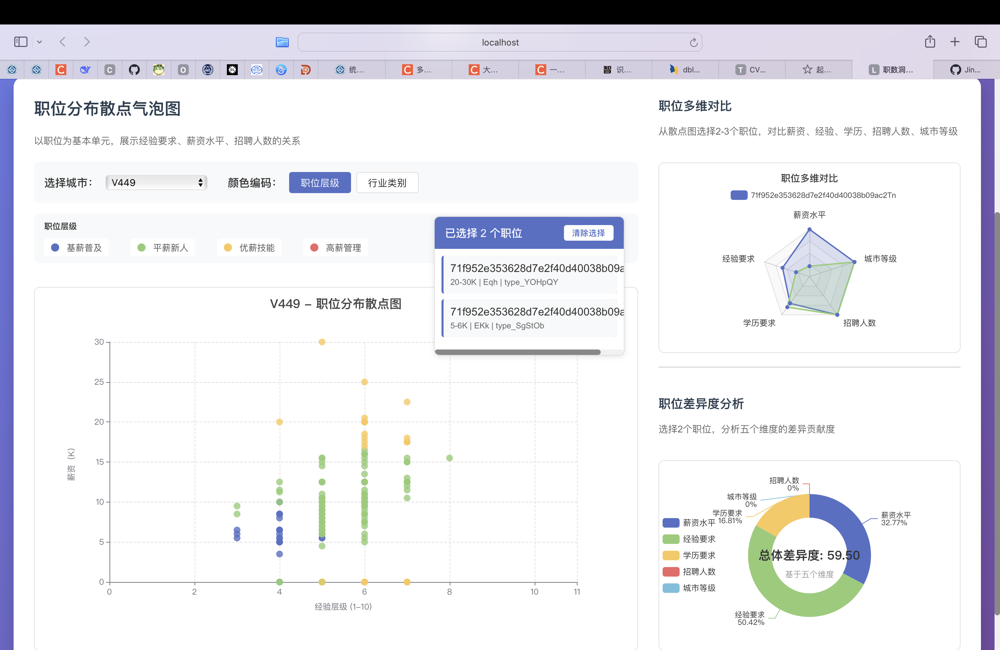 localhost
统...
多...
大...
一...
识...
dbl...
CV...
起...
职数洞...
Jin...
职位分布散点气泡图
以职位为基本单元，展示经验要求、薪资水平、招聘人数的关系
选择城市：
V449
颜色编码：
职位层级
行业类别
职位层级
基薪普及
平薪新人
优薪技能
高薪管理
已选择 2 个职位
清除选择
71f952e353628d7e2f40d40038b09a
20-30K | Eqh | type_YOHpQY
71f952e353628d7e2f40d40038b09a
5-6K | EKk | type_SgStOb
V449 – 职位分布散点图
薪资（K）
30
25
20
15
10
5
0
0
2
4
6
8
10
11
经验层级 (1–10)
职位多维对比
从散点图选择2-3个职位，对比薪资、经验、学历、招聘人数、城市等级
职位多维对比
71f952e353628d7e2f40d40038b09ac2Tn
薪资水平
经验要求
城市等级
学历要求
招聘人数
职位差异度分析
选择2个职位，分析五个维度的差异贡献度
招聘人数
0%
城市等级
0%
学历要求
16.81%
薪资水平
32.77%
经验要求
50.42%
薪资水平
经验要求
学历要求
招聘人数
城市等级
总体差异度: 59.50
基于五个维度